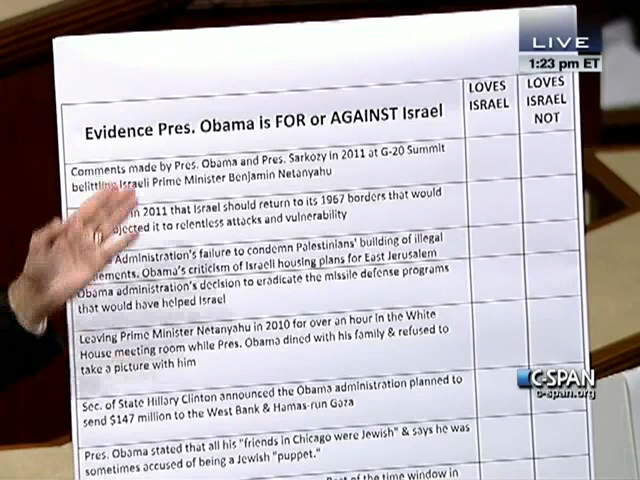 LIVE
1:23 pm ET
Evidence Pres. Obama is FOR or AGAINST Israel
LOVES
ISRAEL
LOVES
ISRAEL
NOT
Comments made by Pres. Obama and Pres. Sarkozy in 2011 at G-20 Summit
belittling Israeli Prime Minister Benjamin Netanyahu
in 2011 that Israel should return to its 1967 borders that would
it to relentless attacks and vulnerability
Administration's failure to condemn Palestinians' building of illegal
Obama's criticism of Israeli housing plans for East Jerusalem
Obama administration's decision to eradicate the missile defense programs
that would have helped Israel
Leaving Prime Minister Netanyahu in 2010 for over an hour in the White
House meeting room while Pres. Obama dined with his family & refused to
take a picture with him
Sec. of State Hillary Clinton announced the Obama administration planned to
send $147 million to the West Bank & Hamas-run Gaza
Pres. Obama stated that all his "friends in Chicago were Jewish" & says he was
sometimes accused of being a Jewish "puppet."
of the time window in
C-SPAN
c-span.org